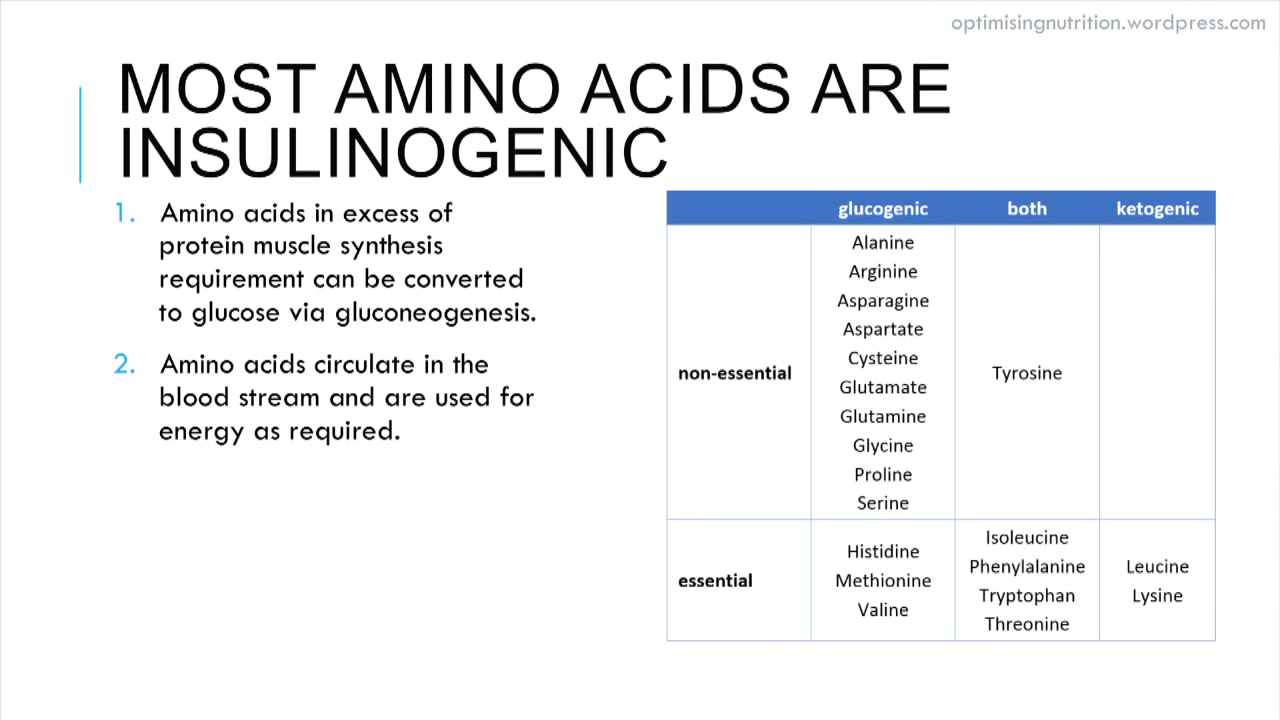 optimisingnutrition.wordpress.com
MOST AMINO ACIDS ARE
INSULINOGENIC
1. Amino acids in excess of
protein muscle synthesis
requirement can be converted
to glucose via gluconeogenesis.
2. Amino acids circulate in the
blood stream and are used for
energy as required.
glucogenic both ketogenic
non-essential
Alanine
Arginine
Asparagine
Aspartate
Cysteine
Glutamate
Glutamine
Glycine
Proline
Serine
Tyrosine
essential
Histidine
Methionine
Valine
Isoleucine
Phenylalanine
Tryptophan
Threonine
Leucine
Lysine